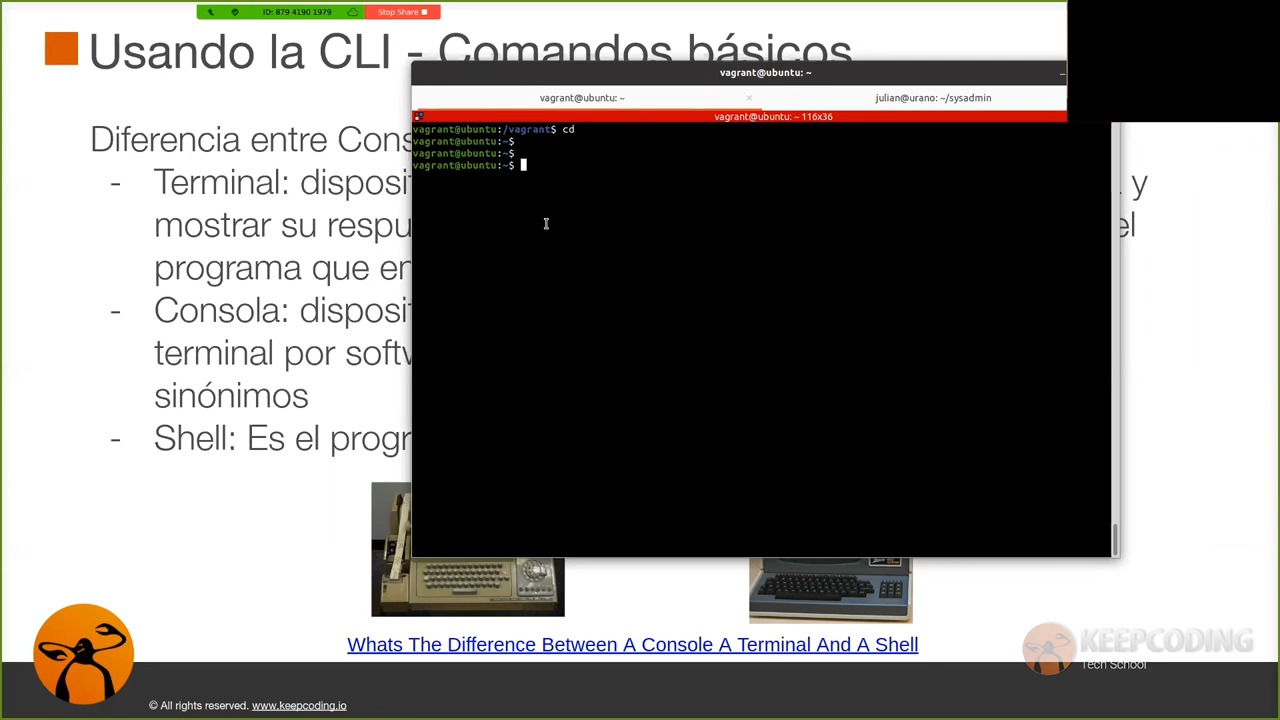 ID: 879 4190 1979
Stop Share
Usando la CLI - Comandos básicos
vagrant@ubuntu: ~
vagrant@ubuntu: ~ ×
julian@urano: ~/sysadmin
vagrant@ubuntu: ~ 116x36
vagrant@ubuntu:/vagrant$ cd
vagrant@ubuntu:~$
vagrant@ubuntu:~$
vagrant@ubuntu:~$
Diferencia entre Cons
- Terminal: disposit y
mostrar su respu el
programa que en
- Consola: disposit
terminal por softw
sinónimos
- Shell: Es el progr
Whats The Difference Between A Console A Terminal And A Shell
KEEPCODING
Tech School
© All rights reserved. www.keepcoding.io